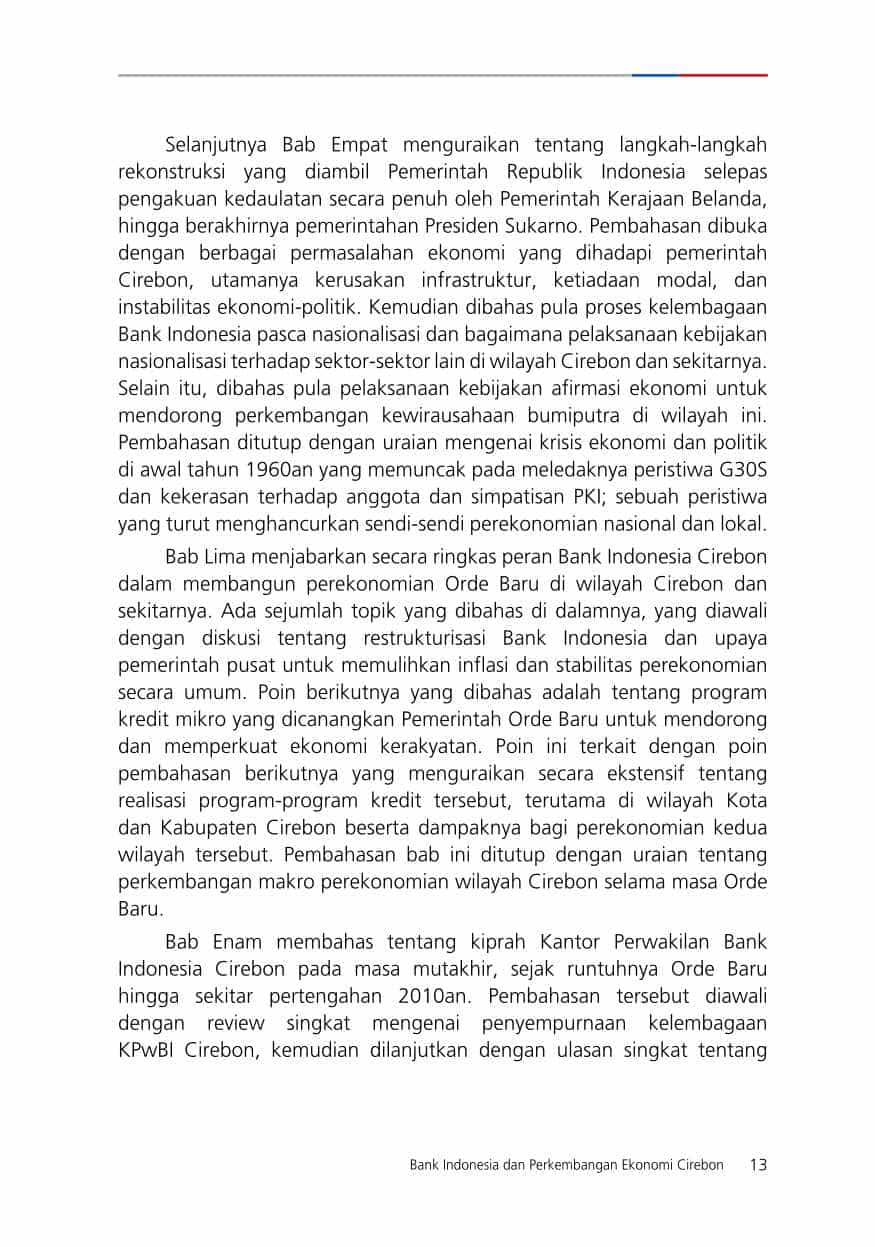 Selanjutnya Bab Empat menguraikan tentang langkah-langkah
rekonstruksi yang diambil Pemerintah Republik Indonesia selepas
pengakuan kedaulatan secara penuh oleh Pemerintah Kerajaan Belanda,
hingga berakhirnya pemerintahan Presiden Sukarno. Pembahasan dibuka
dengan berbagai permasalahan ekonomi yang dihadapi pemerintah
Cirebon, utamanya kerusakan infrastruktur, ketiadaan modal, dan
instabilitas ekonomi-politik. Kemudian dibahas pula proses kelembagaan
Bank Indonesia pasca nasionalisasi dan bagaimana pelaksanaan kebijakan
nasionalisasi terhadap sektor-sektor lain di wilayah Cirebon dan sekitarnya.
Selain itu, dibahas pula pelaksanaan kebijakan afirmasi ekonomi untuk
mendorong perkembangan kewirausahaan bumiputra di wilayah ini.
Pembahasan ditutup dengan uraian mengenai krisis ekonomi dan politik
di awal tahun 1960an yang memuncak pada meledaknya peristiwa G30S
dan kekerasan terhadap anggota dan simpatisan PKI; sebuah peristiwa
yang turut menghancurkan sendi-sendi perekonomian nasional dan lokal.
Bab Lima menjabarkan secara ringkas peran Bank Indonesia Cirebon
dalam membangun perekonomian Orde Baru di wilayah Cirebon dan
sekitarnya. Ada sejumlah topik yang dibahas di dalamnya, yang diawali
dengan diskusi tentang restrukturisasi Bank Indonesia dan upaya
pemerintah pusat untuk memulihkan inflasi dan stabilitas perekonomian
secara umum. Poin berikutnya yang dibahas adalah tentang program
kredit mikro yang dicanangkan Pemerintah Orde Baru untuk mendorong
dan memperkuat ekonomi kerakyatan. Poin ini terkait dengan poin
pembahasan berikutnya yang menguraikan secara ekstensif tentang
realisasi program-program kredit tersebut, terutama di wilayah Kota
dan Kabupaten Cirebon beserta dampaknya bagi perekonomian kedua
wilayah tersebut. Pembahasan bab ini ditutup dengan uraian tentang
perkembangan makro perekonomian wilayah Cirebon selama masa Orde
Baru.
Bab Enam membahas tentang kiprah Kantor Perwakilan Bank
Indonesia Cirebon pada masa mutakhir, sejak runtuhnya Orde Baru
hingga sekitar pertengahan 2010an. Pembahasan tersebut diawali
dengan review singkat mengenai penyempurnaan kelembagaan
KPwBI Cirebon, kemudian dilanjutkan dengan ulasan singkat tentang
Bank Indonesia dan Perkembangan Ekonomi Cirebon 13